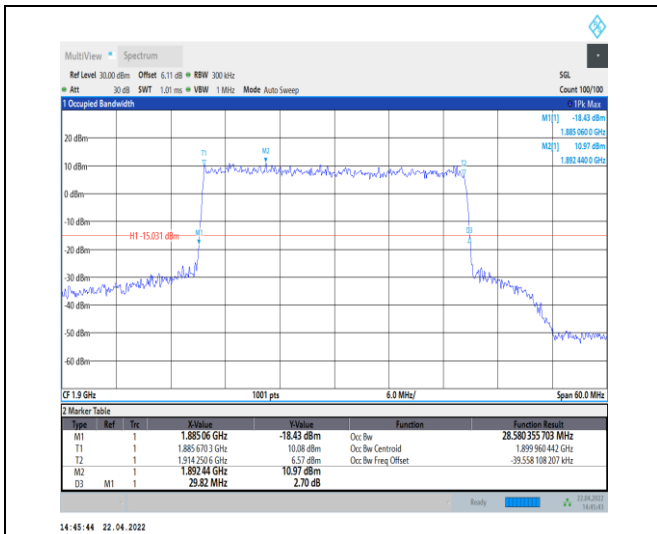 MultiView Spectrum
Ref Level 30.00 dBm Offset 6.11 dB RBW 300 kHz SGL
Att 30 dB SWT 1.01 ms VBW 1 MHz Mode Auto Sweep Count 100/100
1 Occupied Bandwidth 1Pk Max
M1[1] -18.43 dBm
1.885 060 0 GHz
M2[1] 10.97 dBm
1.892 440 0 GHz
20 dBm
T1 M2 T2
10 dBm
0 dBm
-10 dBm
H1 -15.031 dBm M1 D3
-20 dBm
-30 dBm
-40 dBm
-50 dBm
-60 dBm
CF 1.9 GHz 1001 pts 6.0 MHz/ Span 60.0 MHz
2 Marker Table
Type Ref Trc X-Value Y-Value Function Function Result
M1 1 1.885 06 GHz -18.43 dBm Occ Bw 28.580 355 703 MHz
T1 1 1.885 670 3 GHz 10.08 dBm Occ Bw Centroid 1.899 960 442 GHz
T2 1 1.914 250 6 GHz 6.57 dBm Occ Bw Freq Offset -39.558 108 207 kHz
M2 1 1.892 44 GHz 10.97 dBm
D3 M1 1 29.82 MHz 2.70 dB
Ready 22.04.2022
14:45:43
14:45:44 22.04.2022